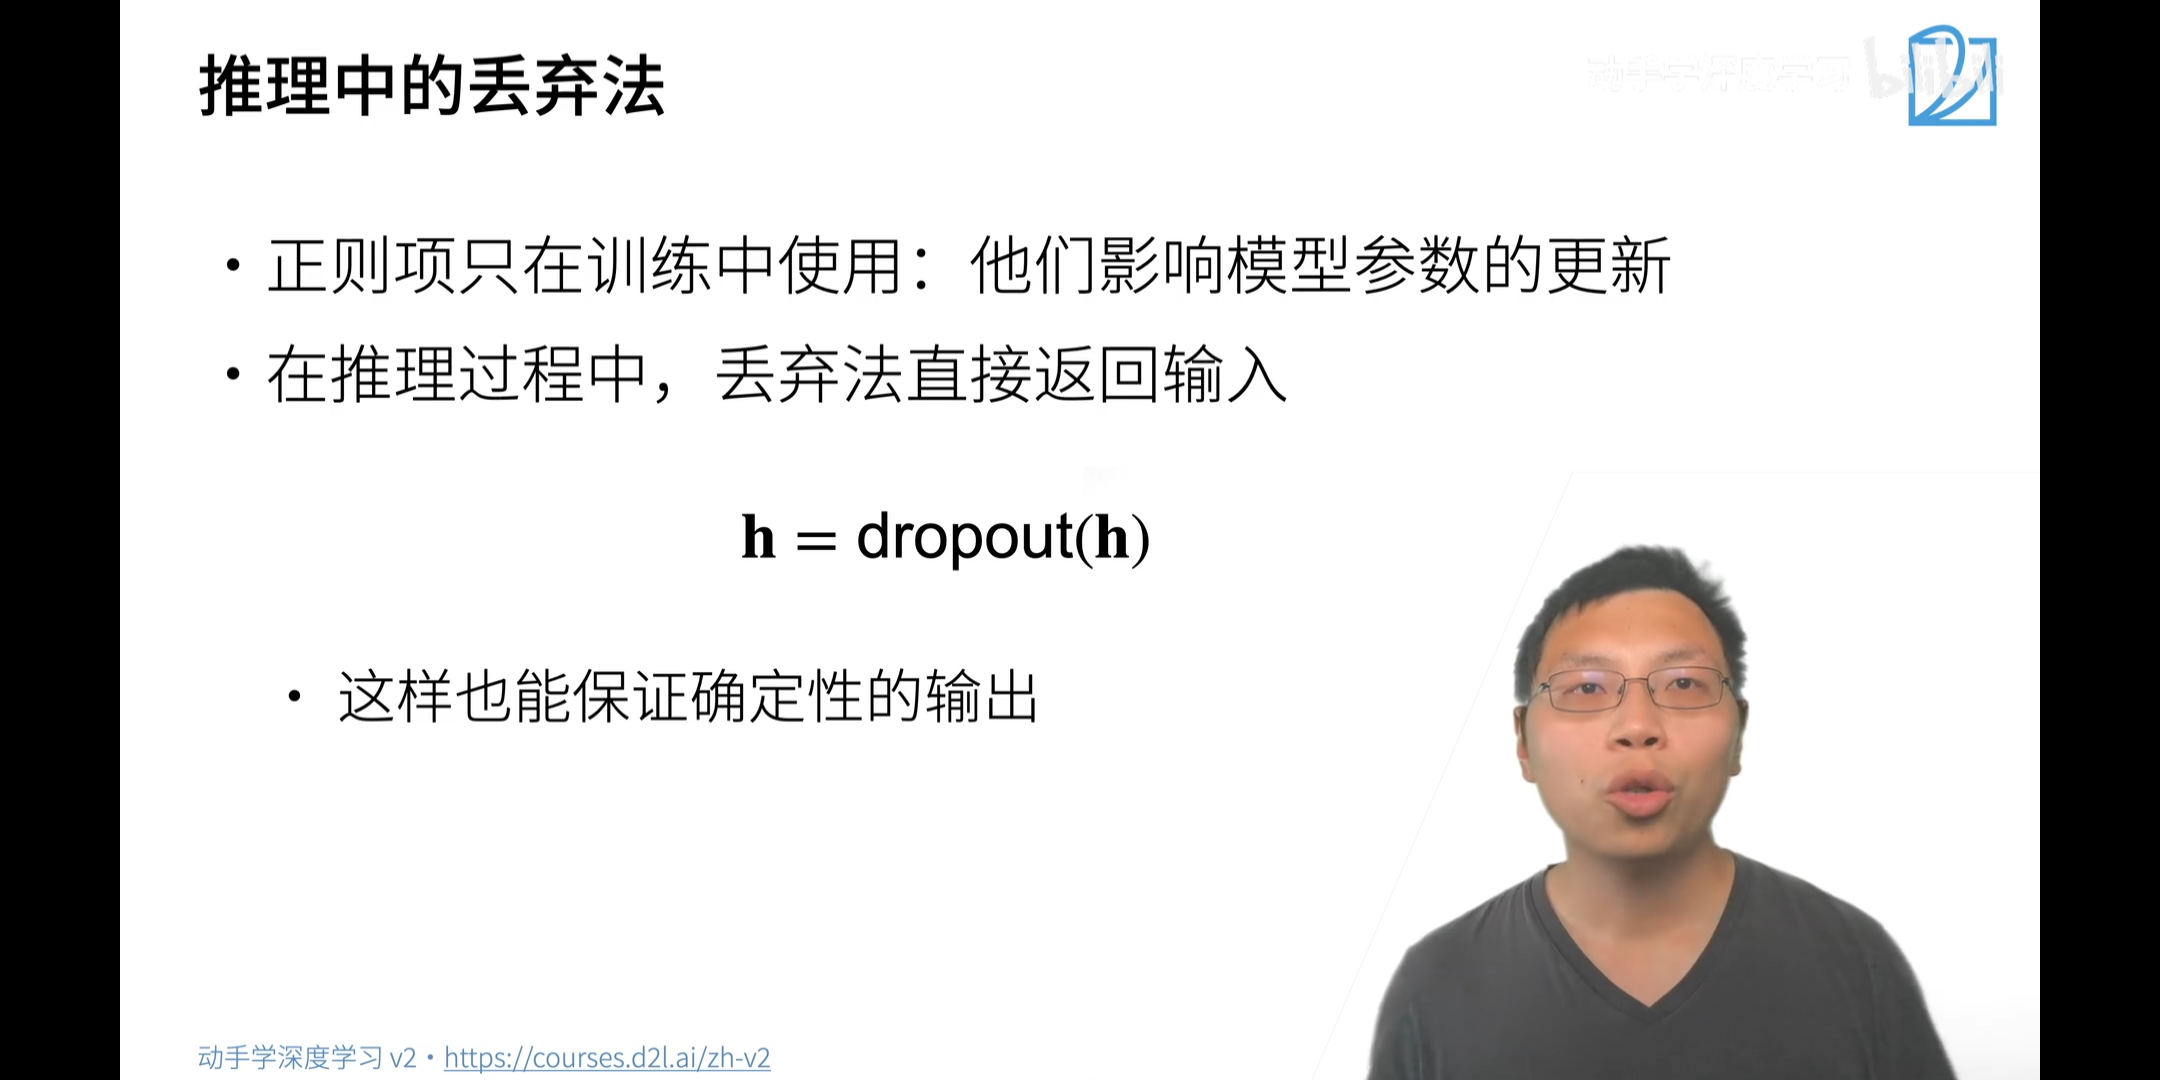 推理中的丢弃法
动手学深度学习 bilibili
• 正则项只在训练中使用：他们影响模型参数的更新
• 在推理过程中，丢弃法直接返回输入
h = dropout(h)
• 这样也能保证确定性的输出
动手学深度学习 v2 • https://courses.d2l.ai/zh-v2